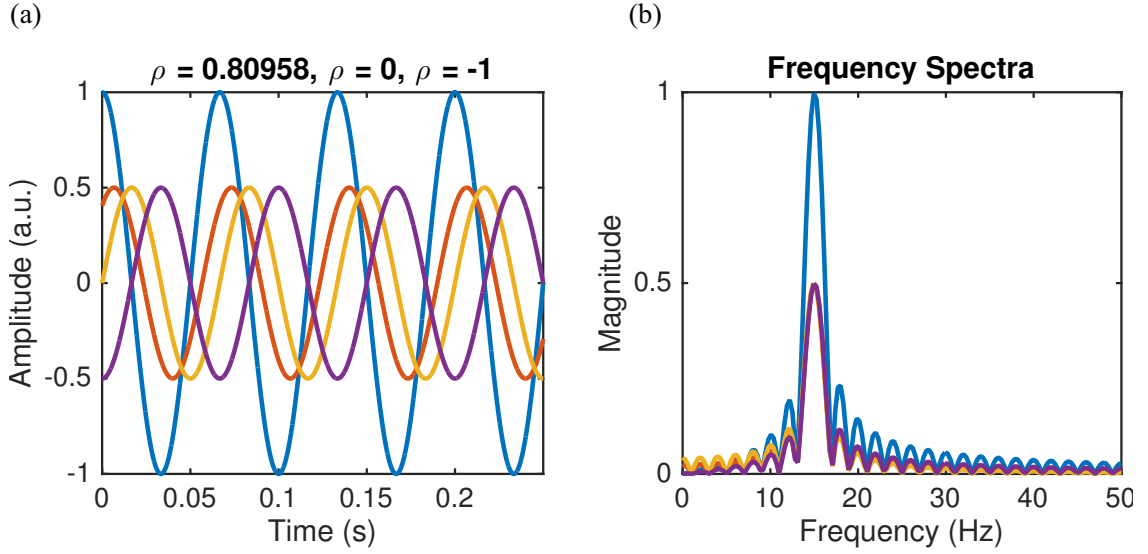 (a)
ρ = 0.80958, ρ = 0, ρ = -1
1
0.5
0
-0.5
-1
Amplitude (a.u.)
0 0.05 0.1 0.15 0.2
Time (s)
(b)
Frequency Spectra
1
0.5
0
Magnitude
0 10 20 30 40 50
Frequency (Hz)